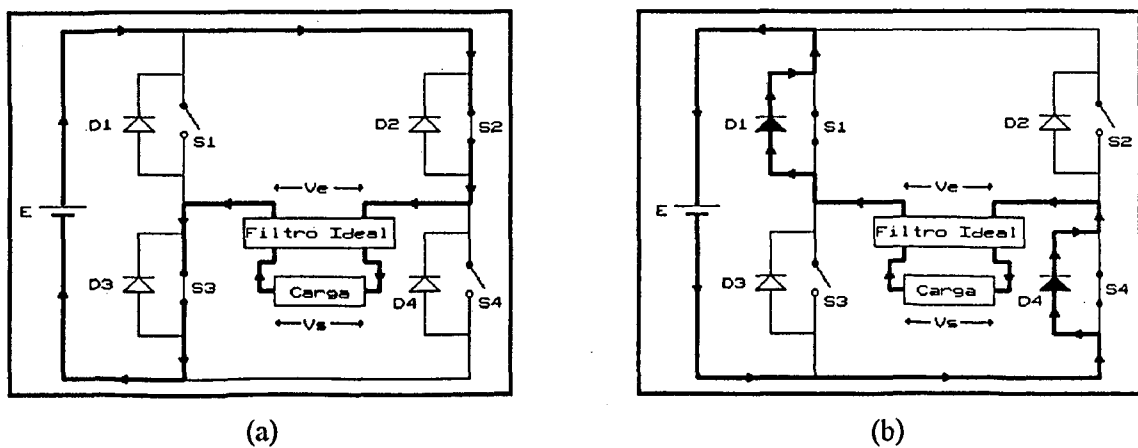 D1
S1
D2
S2
Ve
E
Filtro Ideal
D3
S3
Carga
D4
S4
Vs
(a)
D1
S1
D2
S2
Ve
E
Filtro Ideal
D3
S3
Carga
D4
S4
Vs
(b)